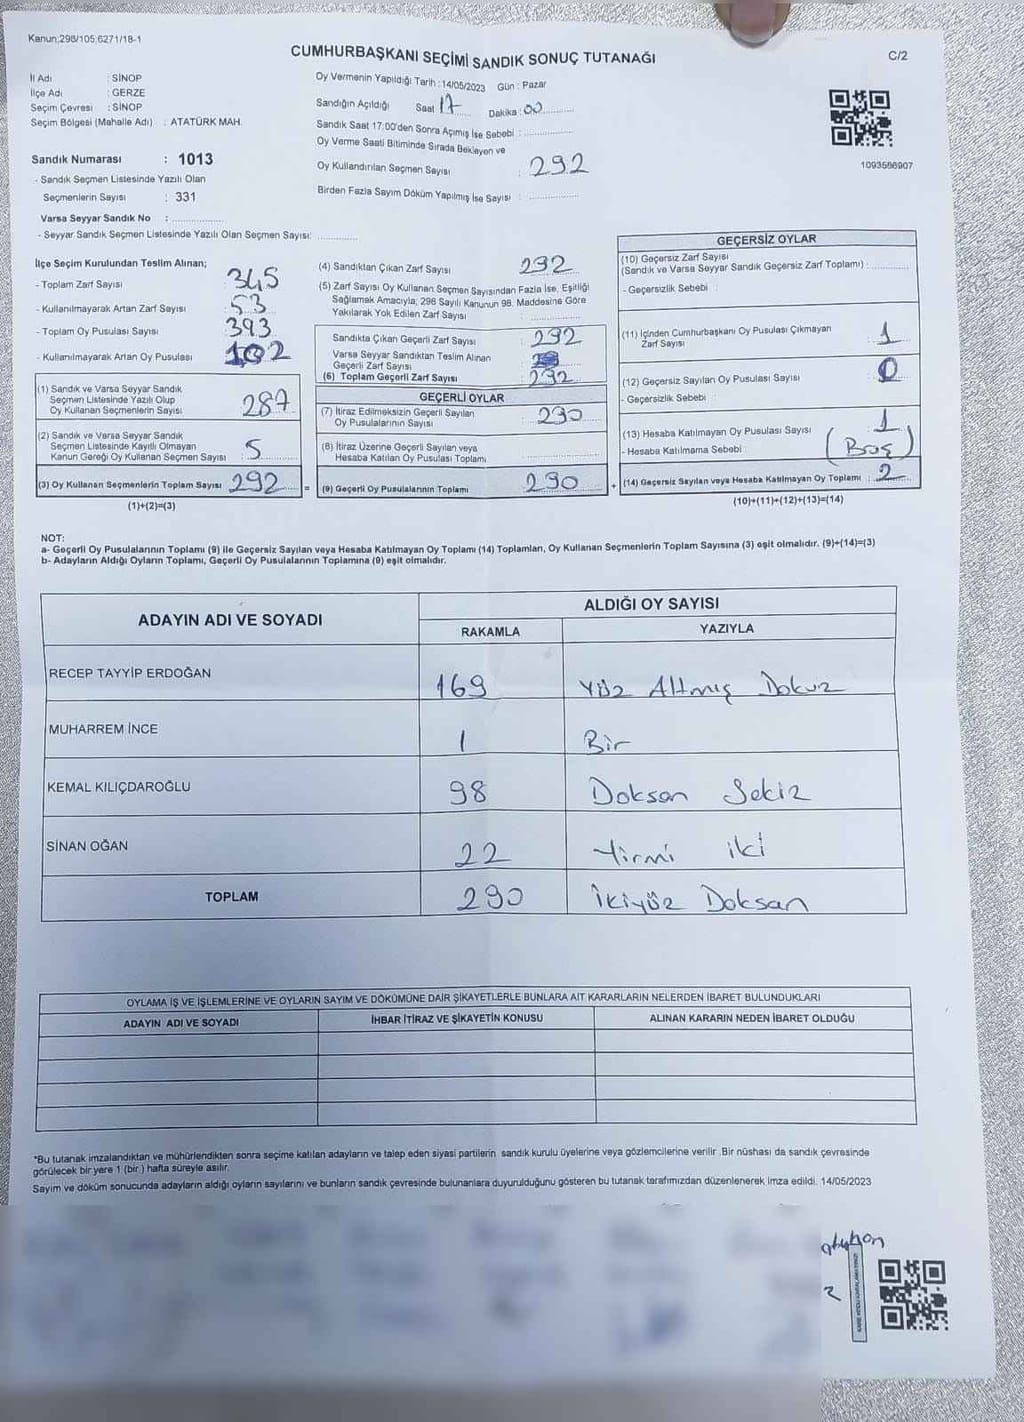 Kanun;298/105;6271/18-1
CUMHURBAŞKANI SEÇİMİ SANDIK SONUÇ TUTANAĞI
C/2
İl Adı : SİNOP
İlçe Adı : GERZE
Seçim Çevresi : SİNOP
Seçim Bölgesi (Mahalle Adı) : ATATÜRK MAH.
Sandık Numarası : 1013
- Sandık Seçmen Listesinde Yazılı Olan
Seçmenlerin Sayısı : 331
Varsa Seyyar Sandık No :
- Seyyar Sandık Seçmen Listesinde Yazılı Olan Seçmen Sayısı:
Oy Vermenin Yapıldığı Tarih : 14/05/2023 Gün : Pazar
Sandığın Açıldığı Saat 17 Dakika : 00
Sandık Saat 17:00'den Sonra Açımış İse Sebebi :
Oy Verme Saati Bitiminde Sırada Bekleyen ve
Oy Kullandırılan Seçmen Sayısı : 292
Birden Fazla Sayım Döküm Yapılmış İse Sayısı :
1093566907
İlçe Seçim Kurulundan Teslim Alınan;
- Toplam Zarf Sayısı : 345
- Kullanılmayarak Artan Zarf Sayısı : 53
- Toplam Oy Pusulası Sayısı : 393
- Kullanılmayarak Artan Oy Pusulası : 102
(1) Sandık ve Varsa Seyyar Sandık
Seçmen Listesinde Yazılı Olup
Oy Kullanan Seçmenlerin Sayısı : 287
(2) Sandık ve Varsa Seyyar Sandık
Seçmen Listesinde Kayıtlı Olmayan
Kanun Gereği Oy Kullanan Seçmen Sayısı : 5
(3) Oy Kullanan Seçmenlerin Toplam Sayısı : 292
(1)+(2)=(3)
(4) Sandıktan Çıkan Zarf Sayısı : 292
(5) Zarf Sayısı Oy Kullanan Seçmen Sayısından Fazla İse, Eşitliği
Sağlamak Amacıyla; 298 Sayılı Kanunun 98. Maddesine Göre
Yakılarak Yok Edilen Zarf Sayısı :
Sandıkta Çıkan Geçerli Zarf Sayısı : 292
Varsa Seyyar Sandıktan Teslim Alınan
Geçerli Zarf Sayısı :
(6) Toplam Geçerli Zarf Sayısı : 292
GEÇERLİ OYLAR
(7) İtiraz Edilmeksizin Geçerli Sayılan
Oy Pusulalarının Sayısı : 290
(8) İtiraz Üzerine Geçerli Sayılan veya
Hesaba Katılan Oy Pusulası Toplamı :
= (9) Geçerli Oy Pusulalarının Toplamı : 290 +
GEÇERSİZ OYLAR
(10) Geçersiz Zarf Sayısı
(Sandık ve Varsa Seyyar Sandık Geçersiz Zarf Toplamı) :
- Geçersizlik Sebebi :
(11) İçinden Cumhurbaşkanı Oy Pusulası Çıkmayan
Zarf Sayısı : 1
(12) Geçersiz Sayılan Oy Pusulası Sayısı : 0
- Geçersizlik Sebebi :
(13) Hesaba Katılmayan Oy Pusulası Sayısı : 1
- Hesaba Katılmama Sebebi : (Boş)
(14) Geçersiz Sayılan veya Hesaba Katılmayan Oy Toplamı : 2
(10)+(11)+(12)+(13)=(14)
NOT:
a- Geçerli Oy Pusulalarının Toplamı (9) ile Geçersiz Sayılan veya Hesaba Katılmayan Oy Toplamı (14) Toplamları, Oy Kullanan Seçmenlerin Toplam Sayısına (3) eşit olmalıdır. (9)+(14)=(3)
b- Adayların Aldığı Oyların Toplamı, Geçerli Oy Pusulalarının Toplamına (9) eşit olmalıdır.
ADAYIN ADI VE SOYADI
ALDIĞI OY SAYISI
RAKAMLA YAZIYLA
RECEP TAYYİP ERDOĞAN 169 Yüz Altmış Dokuz
MUHARREM İNCE 1 Bir
KEMAL KILIÇDAROĞLU 98 Doksan Sekiz
SİNAN OĞAN 22 Yirmi iki
TOPLAM 290 İkiyüz Doksan
OYLAMA İŞ VE İŞLEMLERİNE VE OYLARIN SAYIM VE DÖKÜMÜNE DAİR ŞİKAYETLERLE BUNLARA AİT KARARLARIN NELERDEN İBARET BULUNDUKLARI
ADAYIN ADI VE SOYADI İHBAR İTİRAZ VE ŞİKAYETİN KONUSU ALINAN KARARIN NEDEN İBARET OLDUĞU
*Bu tutanak imzalandıktan ve mühürlendikten sonra seçime katılan adayların ve talep eden siyasi partilerin sandık kurulu üyelerine veya gözlemcilerine verilir .Bir nüshası da sandık çevresinde
görülecek bir yere 1 (bir ) hafta süreyle asılır.
Sayım ve döküm sonucunda adayların aldığı oyların sayılarını ve bunların sandık çevresinde bulunanlara duyurulduğunu gösteren bu tutanak tarafımızdan düzenlenerek imza edildi. 14/05/2023